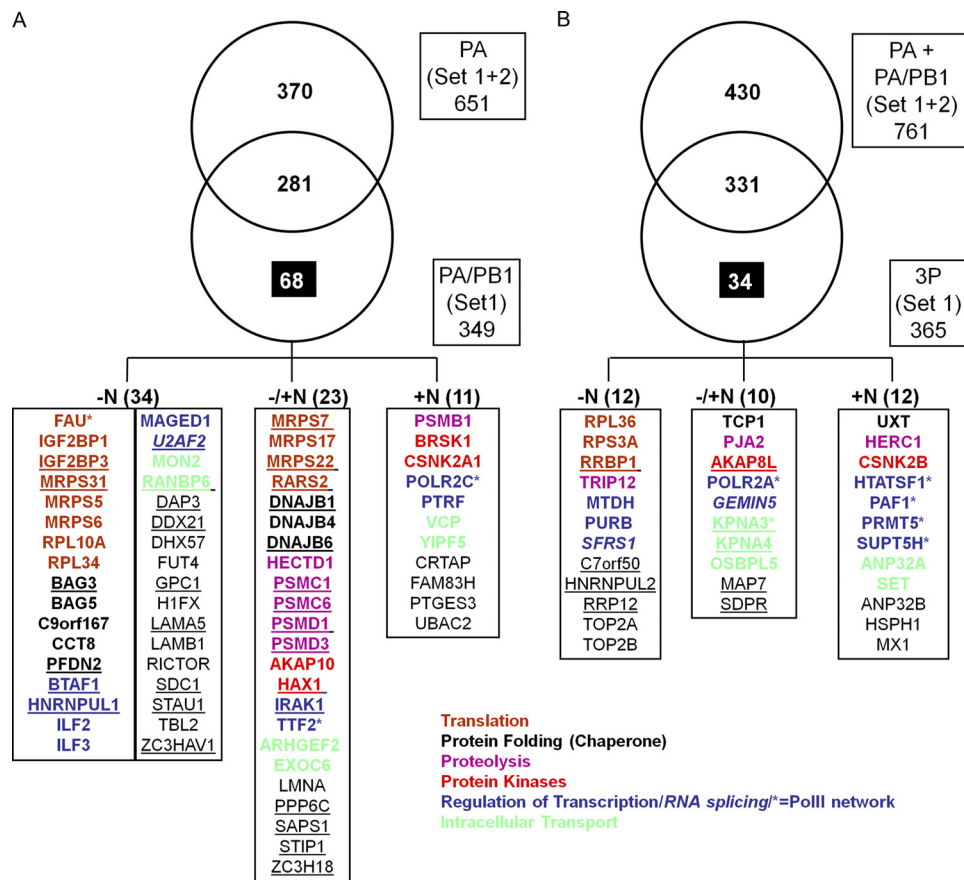 A
370
281
68
PA
(Set 1+2)
651
PA/PB1
(Set1)
349
-N (34)
FAU*
IGF2BP1
IGF2BP3
MRPS31
MRPS5
MRPS6
RPL10A
RPL34
BAG3
BAG5
C9orf167
CCT8
PFDN2
BTAF1
HNRNPUL1
ILF2
ILF3
MAGED1
U2AF2
MON2
RANBP6
DAP3
DDX21
DHX57
FUT4
GPC1
H1FX
LAMA5
LAMB1
RICTOR
SDC1
STAU1
TBL2
ZC3HAV1
-/+N (23)
MRPS7
MRPS17
MRPS22
RARS2
DNAJB1
DNAJB4
DNAJB6
HECTD1
PSMC1
PSMC6
PSMD1
PSMD3
AKAP10
HAX1
IRAK1
TTF2*
ARHGEF2
EXOC6
LMNA
PPP6C
SAPS1
STIP1
ZC3H18
+N (11)
PSMB1
BRSK1
CSNK2A1
POLR2C*
PTRF
VCP
YIPF5
CRTAP
FAM83H
PTGES3
UBAC2
B
430
331
34
PA +
PA/PB1
(Set 1+2)
761
3P
(Set 1)
365
-N (12)
RPL36
RPS3A
RRBP1
TRIP12
MTDH
PURB
SFRS1
C7orf50
HNRNPUL2
RRP12
TOP2A
TOP2B
-/+N (10)
TCP1
PJA2
AKAP8L
POLR2A*
GEMIN5
KPNA3*
KPNA4
OSBPL5
MAP7
SDPR
+N (12)
UXT
HERC1
CSNK2B
HTATSF1*
PAF1*
PRMT5*
SUPT5H*
ANP32A
SET
ANP32B
HSPH1
MX1
Translation
Protein Folding (Chaperone)
Proteolysis
Protein Kinases
Regulation of Transcription/RNA splicing/*=PolII network
Intracellular Transport